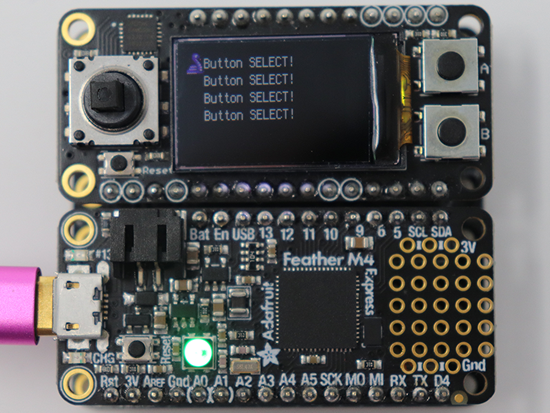 Button SELECT!
Button SELECT!
Button SELECT!
Button SELECT!
A
B
Reset
Bat En USB 13 12 11 10 9 6 5 SCL SDA
#13
3V
Feather M4
Express
Adafruit
CHG
Reset
Gnd
Rst 3V AREF Gnd A0 A1 A2 A3 A4 A5 SCK MO MI RX TX D4